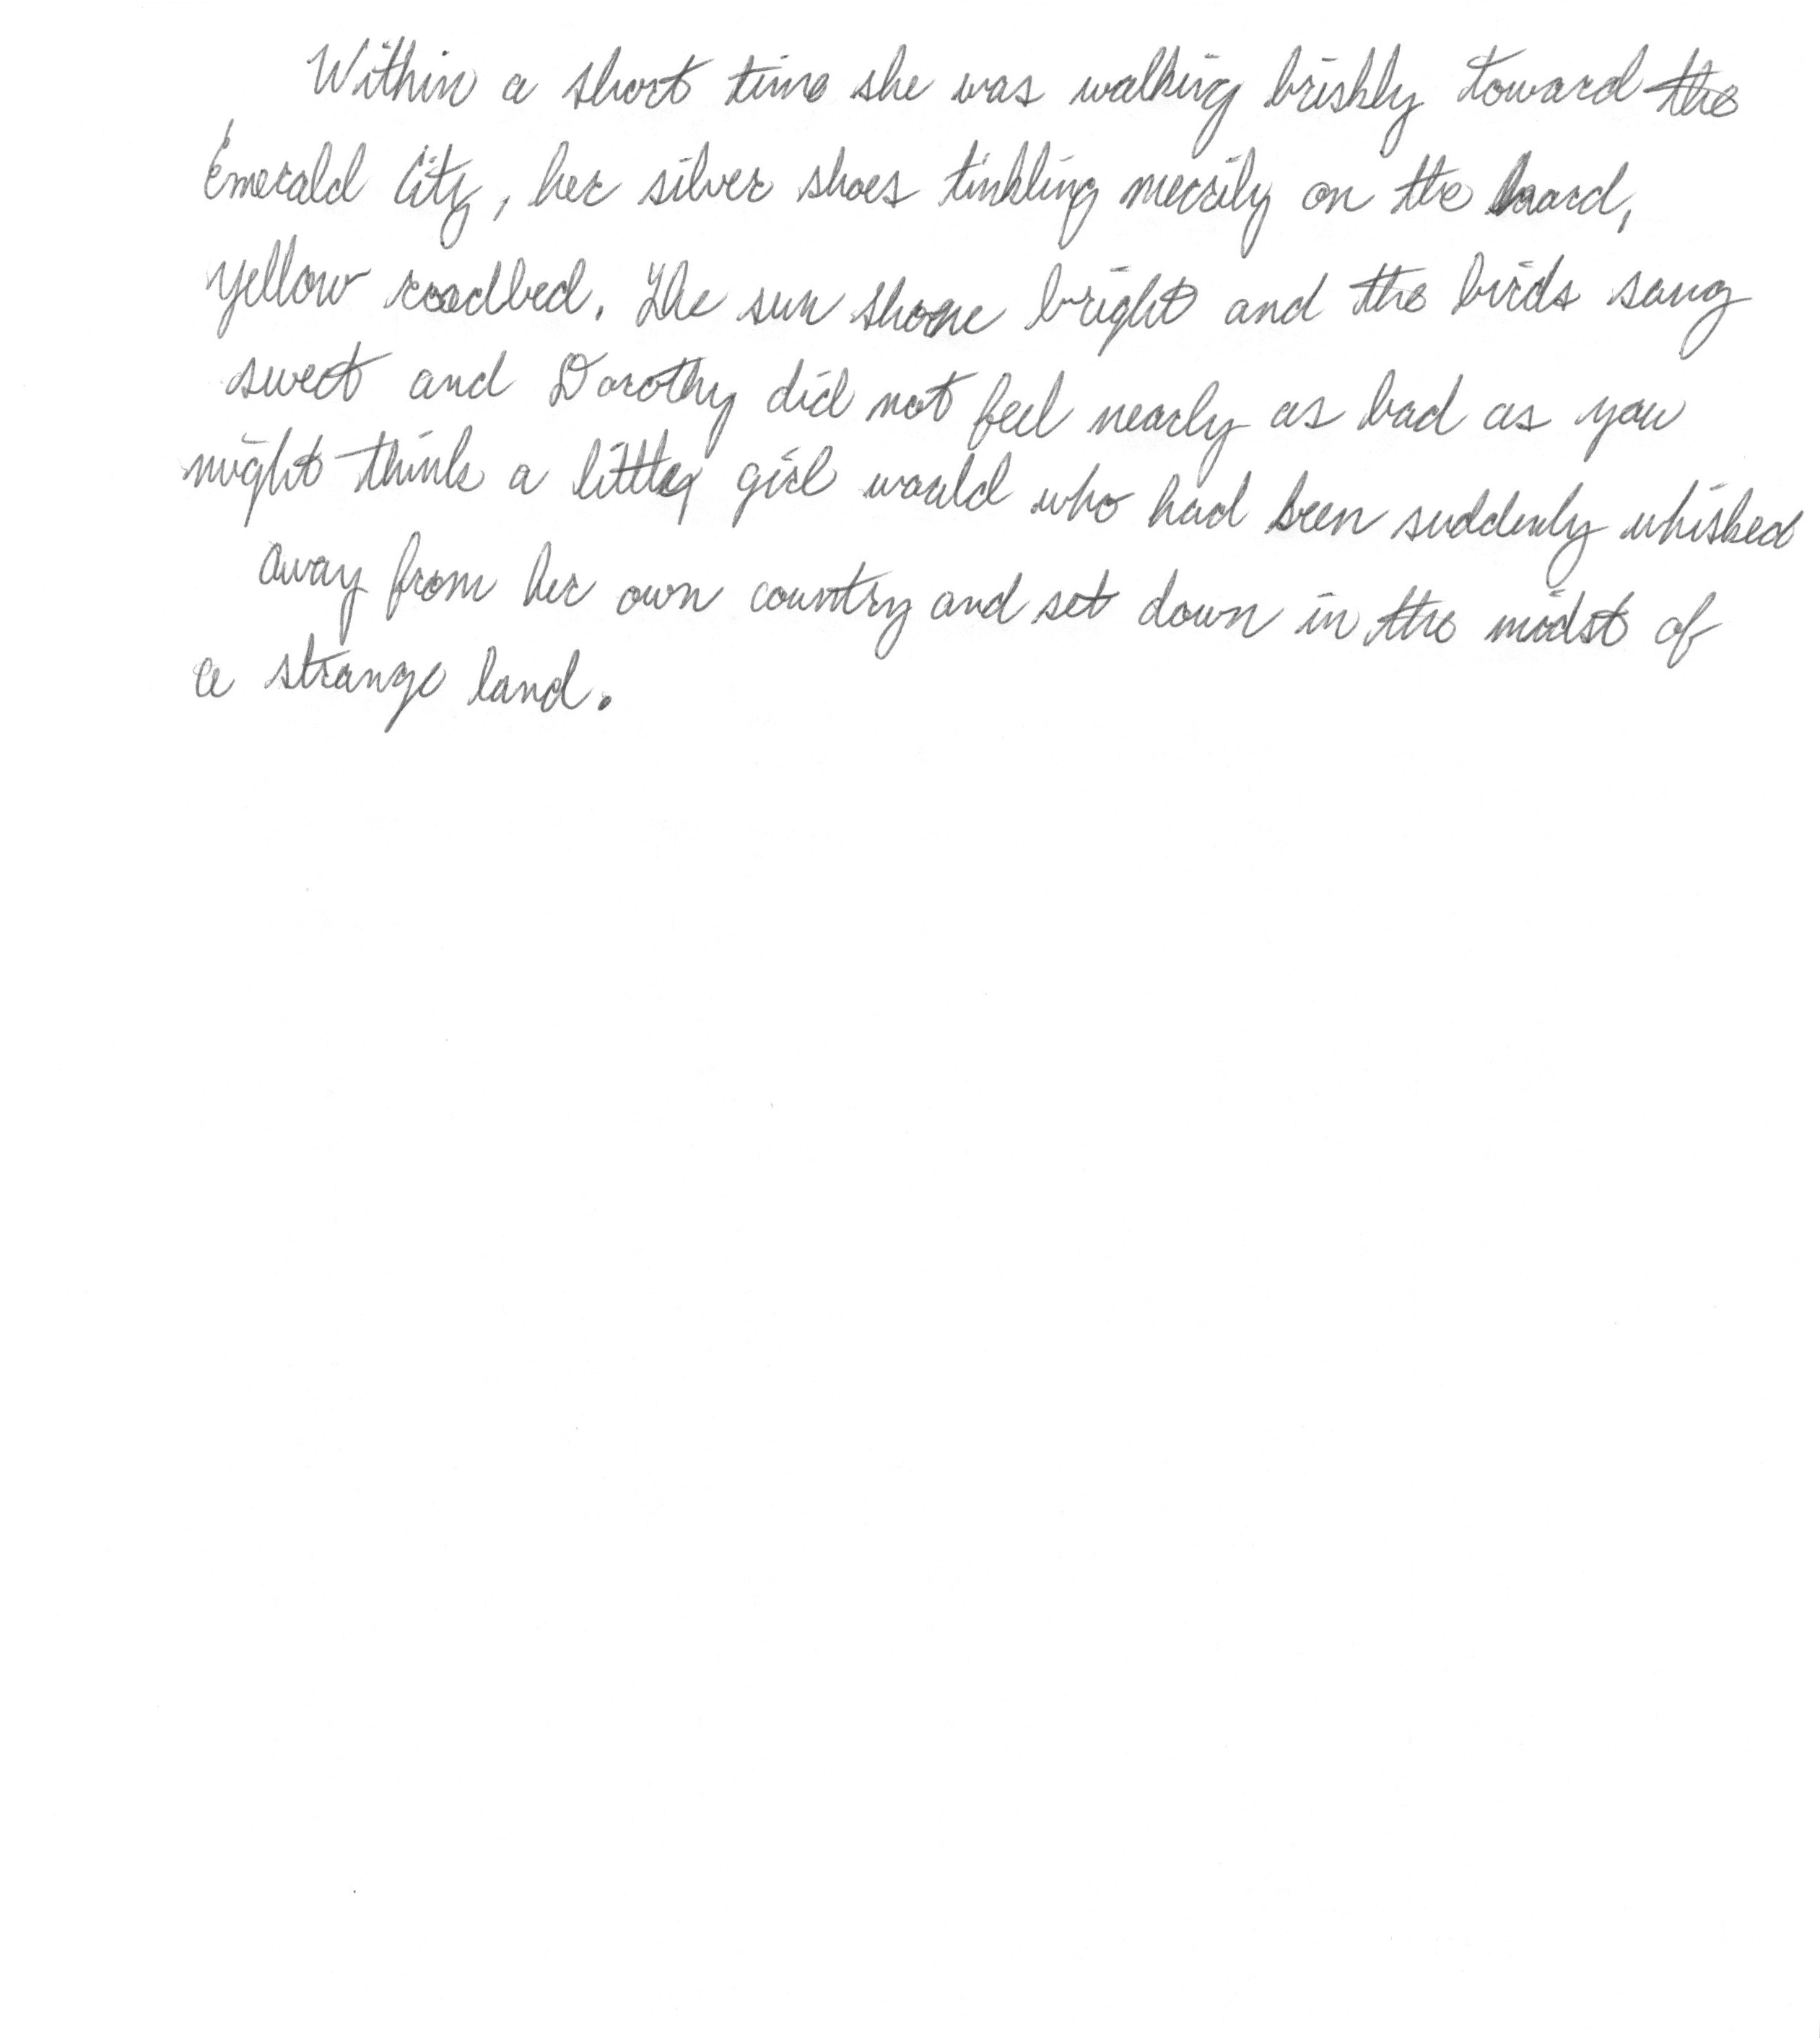 Within a short time she was walking briskly toward the
Emerald City, her silver shoes tinkling merrily on the hard,
yellow roadbed. The sun shone bright and the birds sang
sweet and Dorothy did not feel nearly as bad as you
might think a little girl would who had been suddenly whisked
away from her own country and set down in the midst of
a strange land.